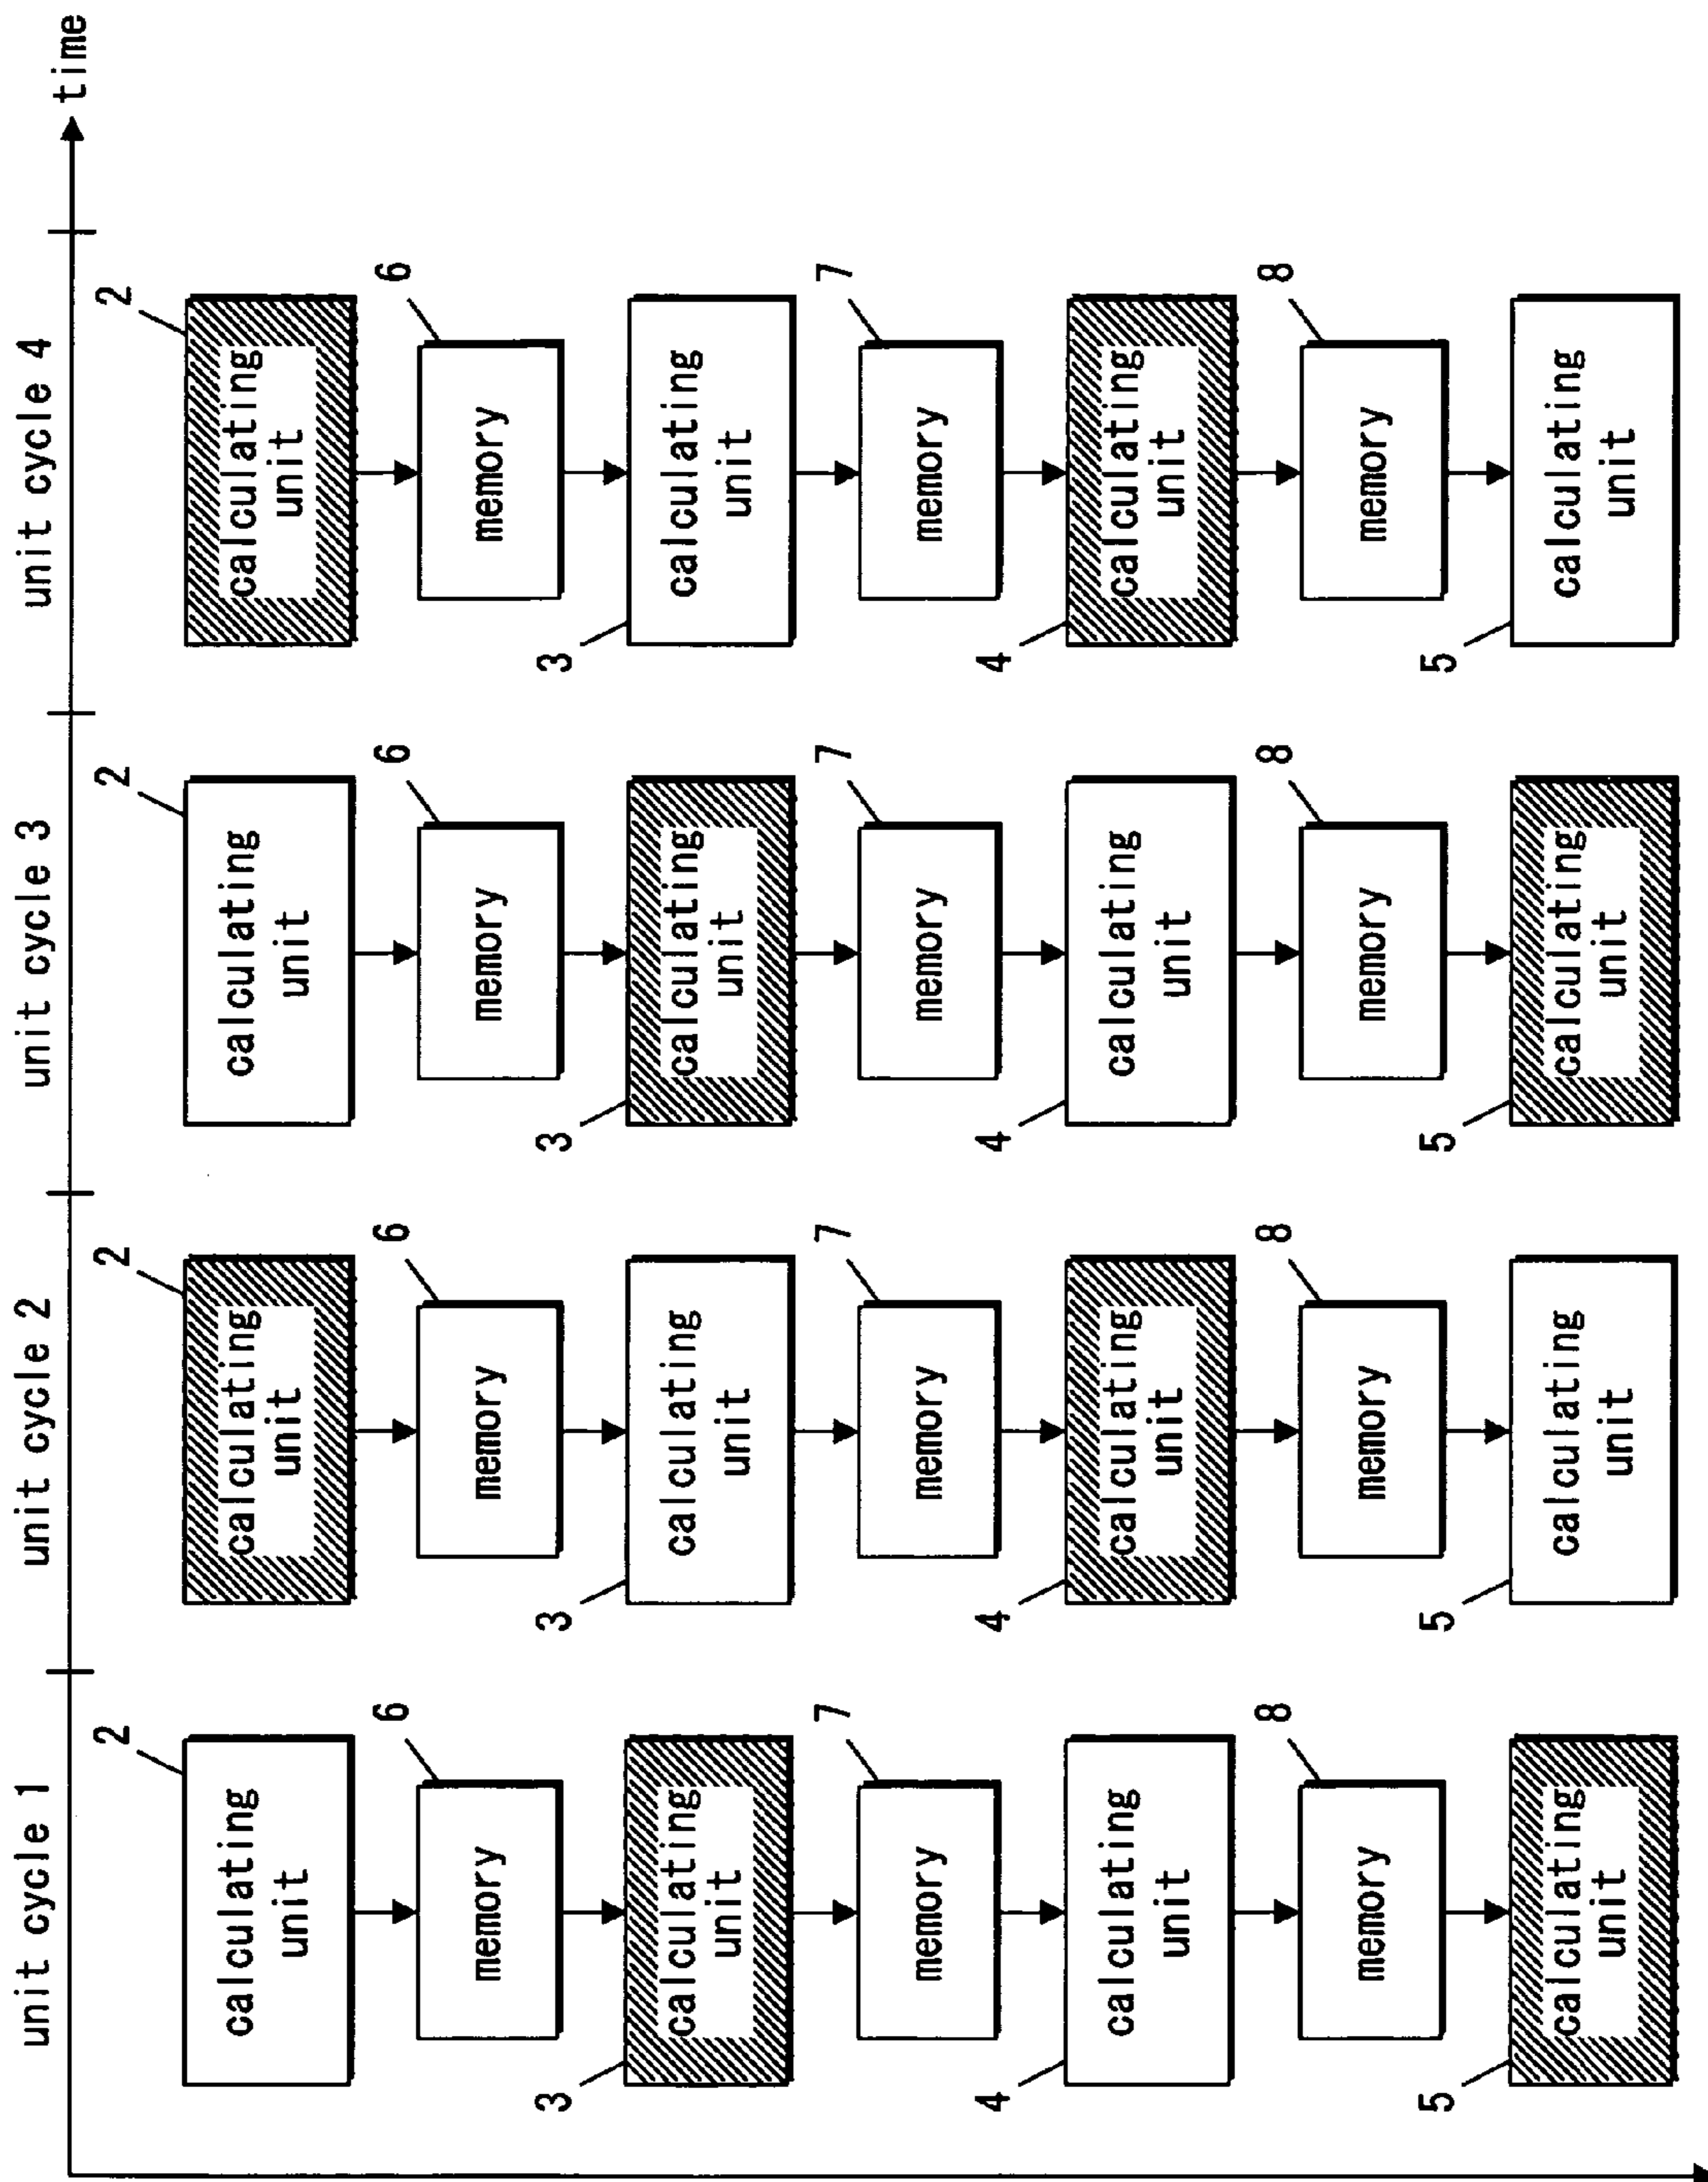 unit cycle 1 unit cycle 2 unit cycle 3 unit cycle 4
time
2 2 2 2
calculating calculating calculating calculating
unit unit unit unit
6 6 6 6
memory memory memory memory
3 3 3 3
calculating calculating calculating calculating
unit unit unit unit
7 7 7 7
memory memory memory memory
4 4 4 4
calculating calculating calculating calculating
unit unit unit unit
8 8 8 8
memory memory memory memory
5 5 5 5
calculating calculating calculating calculating
unit unit unit unit